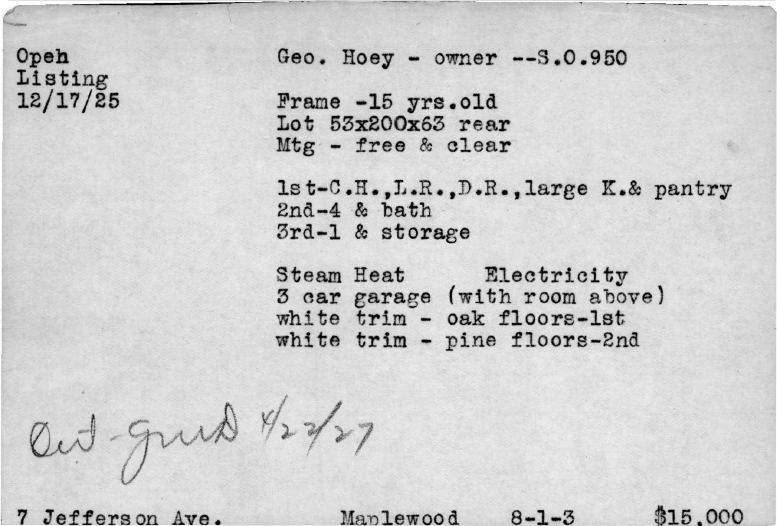 Opeh
Listing
12/17/25
Geo. Hoey - owner --S.O.950
Frame -15 yrs.old
Lot 53x200x63 rear
Mtg - free & clear
1st-C.H.,L.R.,D.R.,large K.& pantry
2nd-4 & bath
3rd-1 & storage
Steam Heat Electricity
3 car garage (with room above)
white trim - oak floors-1st
white trim - pine floors-2nd
4/22/27
7 Jefferson Ave. Maplewood 8-1-3 $15,000